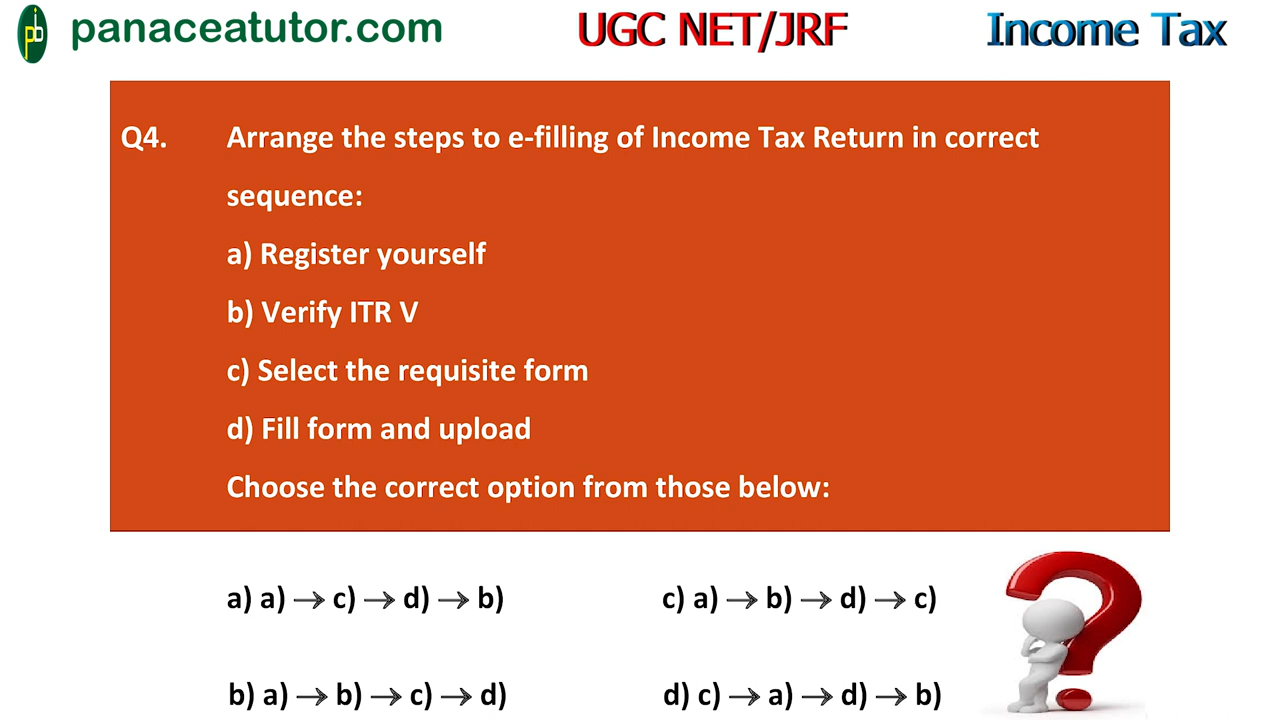 pb panaceatutor.com UGC NET/JRF Income Tax
Q4. Arrange the steps to e-filling of Income Tax Return in correct
sequence:
a) Register yourself
b) Verify ITR V
c) Select the requisite form
d) Fill form and upload
Choose the correct option from those below:
a) a) → c) → d) → b) c) a) → b) → d) → c)
b) a) → b) → c) → d) d) c) → a) → d) → b)